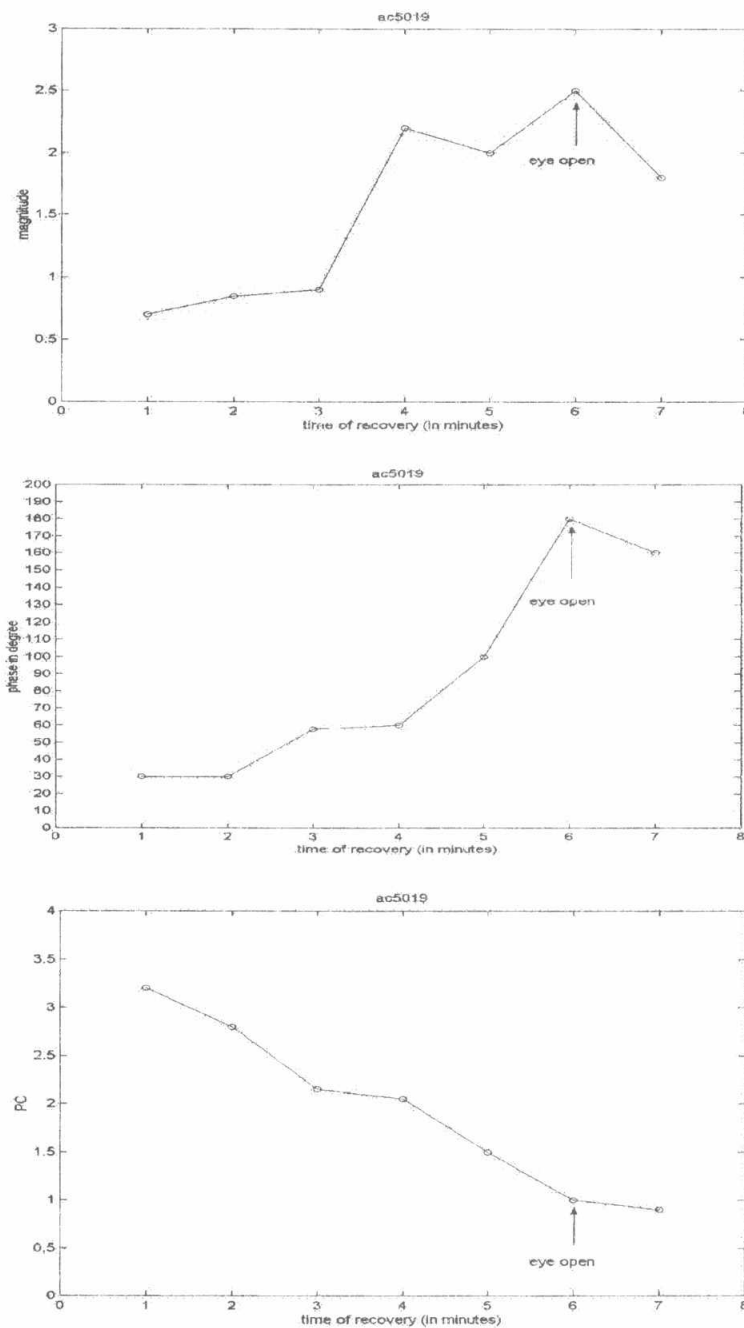 ac5019
3
2.5
2
1.5
1
0.5
0
magnitude
eye open
0 1 2 3 4 5 6 7 8
time of recovery (in minutes)
ac5019
200
190
180
170
160
150
140
130
120
110
100
90
80
70
60
50
40
30
20
10
0
phase in degree
eye open
0 1 2 3 4 5 6 7 8
time of recovery (in minutes)
ac5019
4
3.5
3
2.5
2
1.5
1
0.5
0
PC
eye open
0 1 2 3 4 5 6 7 8
time of recovery (in minutes)